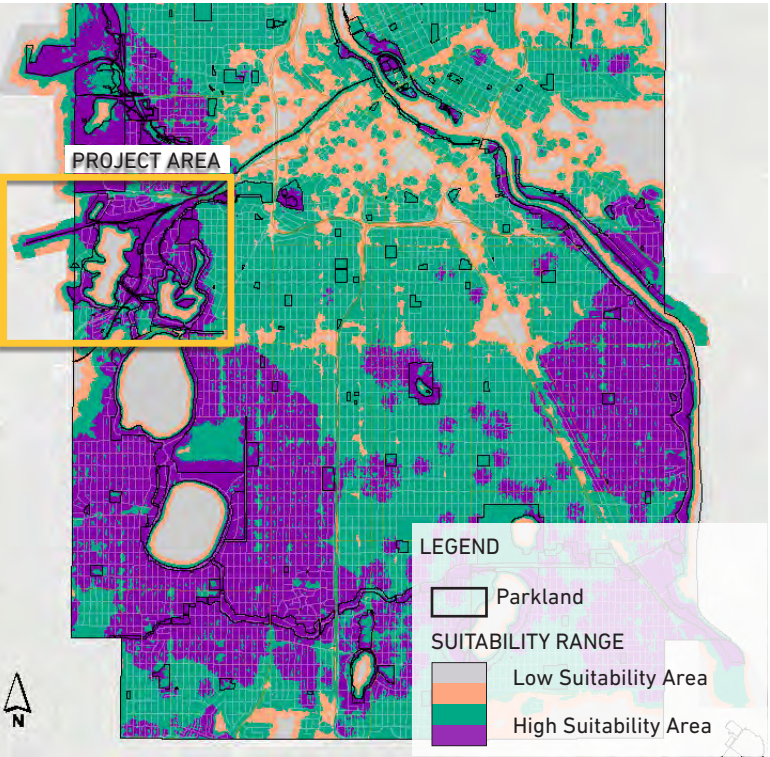 PROJECT AREA
LEGEND
Parkland
SUITABILITY RANGE
Low Suitability Area
High Suitability Area
N